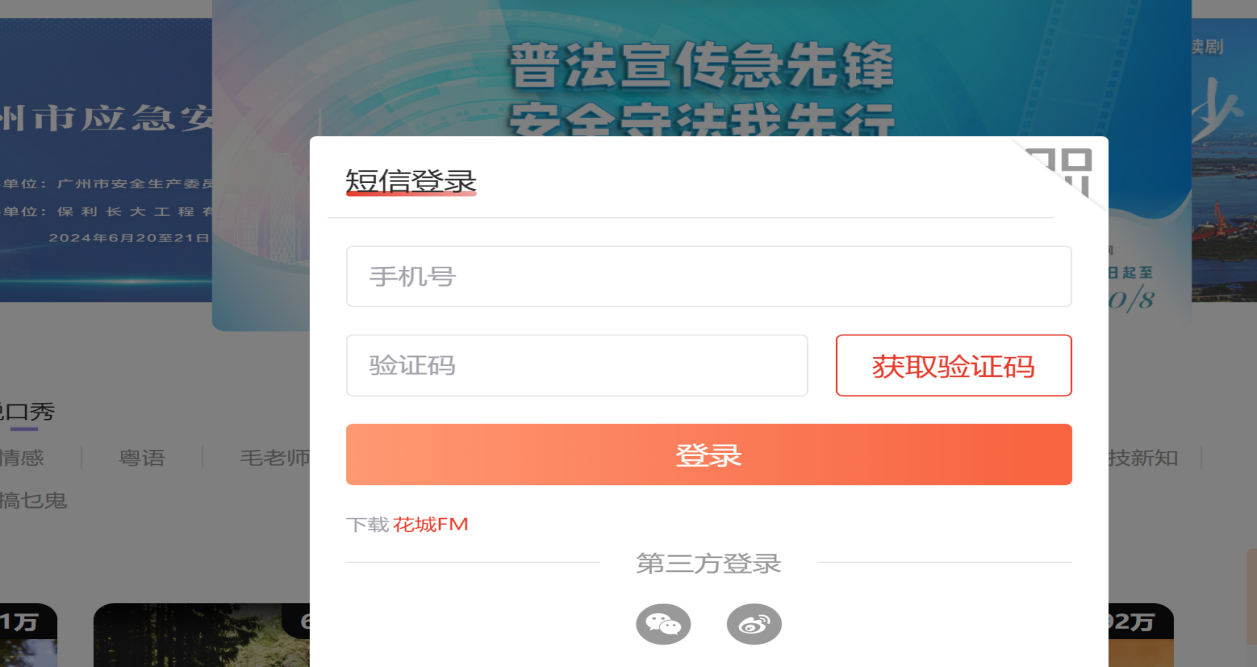 普法宣传急先锋
安全守法我先行
州市应急安
单位：广州市安全生产委员
单位：保利长大工程有
2024年6月20至21日
读剧
日起至
0/8
短信登录
手机号
验证码
获取验证码
登录
下载 花城FM
第三方登录
口秀
情感
粤语
毛老师
技新知
搞乜鬼
1万
6
92万